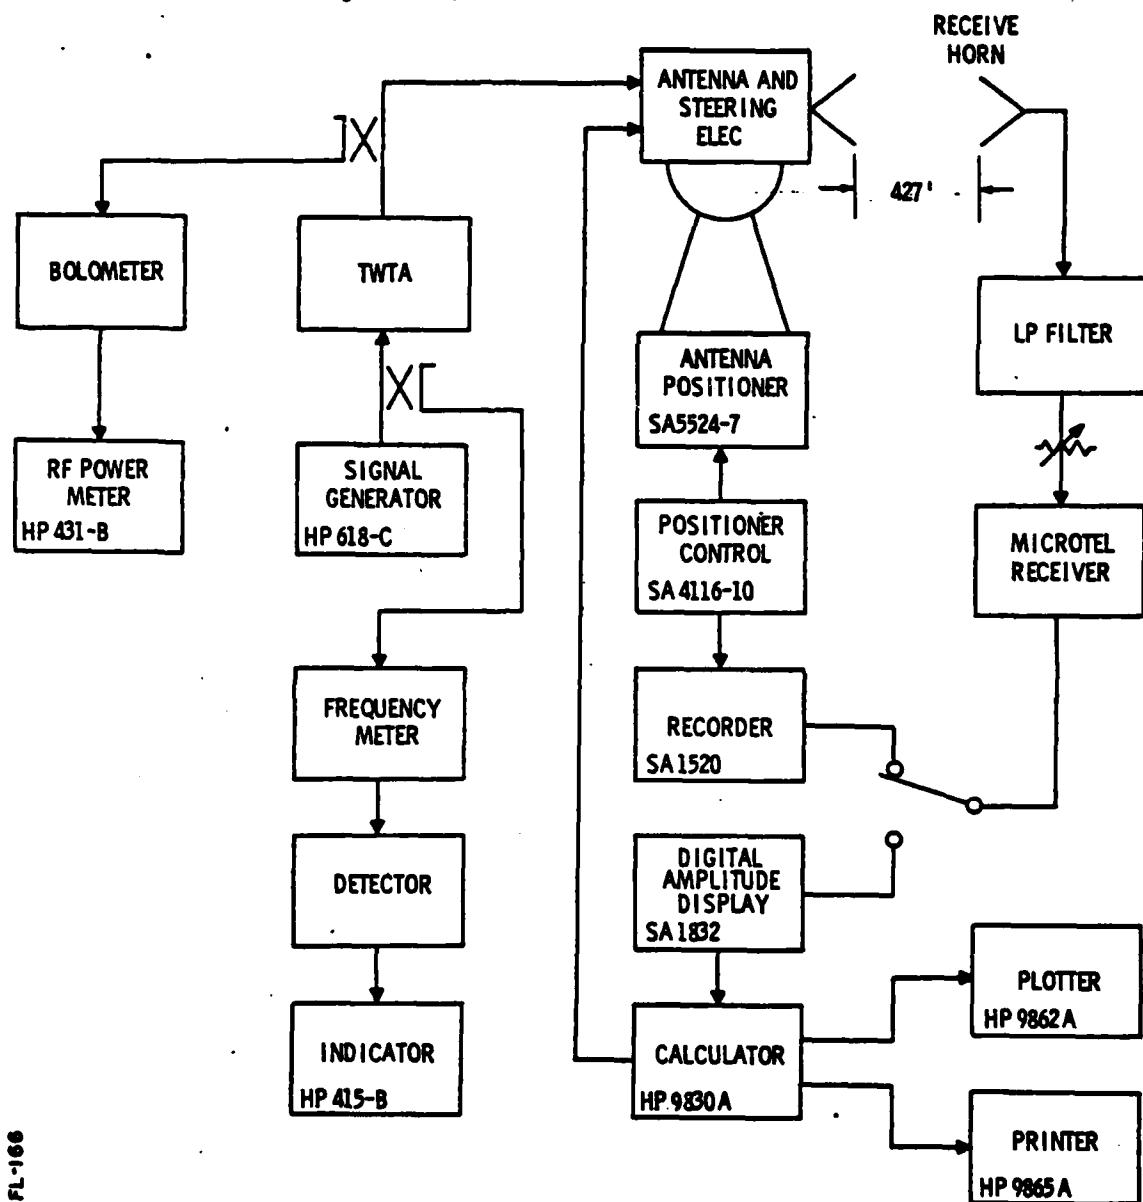 RECEIVE
HORN
ANTENNA AND
STEERING
ELEC
427'
BOLOMETER
TWTA
LP FILTER
ANTENNA
POSITIONER
SA5524-7
RF POWER
METER
HP 431-B
SIGNAL
GENERATOR
HP 618-C
POSITIONER
CONTROL
SA 4116-10
MICROTEL
RECEIVER
FREQUENCY
METER
RECORDER
SA 1520
DETECTOR
DIGITAL
AMPLITUDE
DISPLAY
SA 1832
PLOTTER
HP 9862A
INDICATOR
HP 415-B
CALCULATOR
HP 9830A
PRINTER
HP 9865A
FL-166